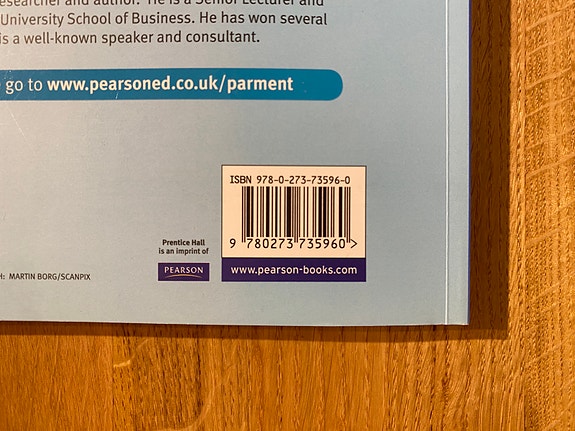 researcher and author. He is a Senior Lecturer and
University School of Business. He has won several
is a well-known speaker and consultant.
go to www.pearsoned.co.uk/parment
ISBN 978-0-273-73596-0
9 780273 735960 >
www.pearson-books.com
Prentice Hall
is an imprint of
PEARSON
MARTIN BORG/SCANPIX